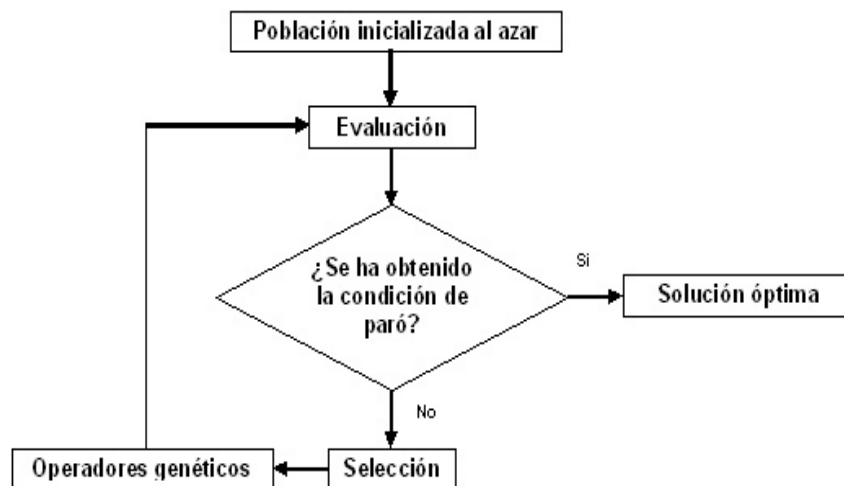 Población inicializada al azar
Evaluación
¿Se ha obtenido
la condición de
paró?
Si
Solución óptima
No
Selección
Operadores genéticos